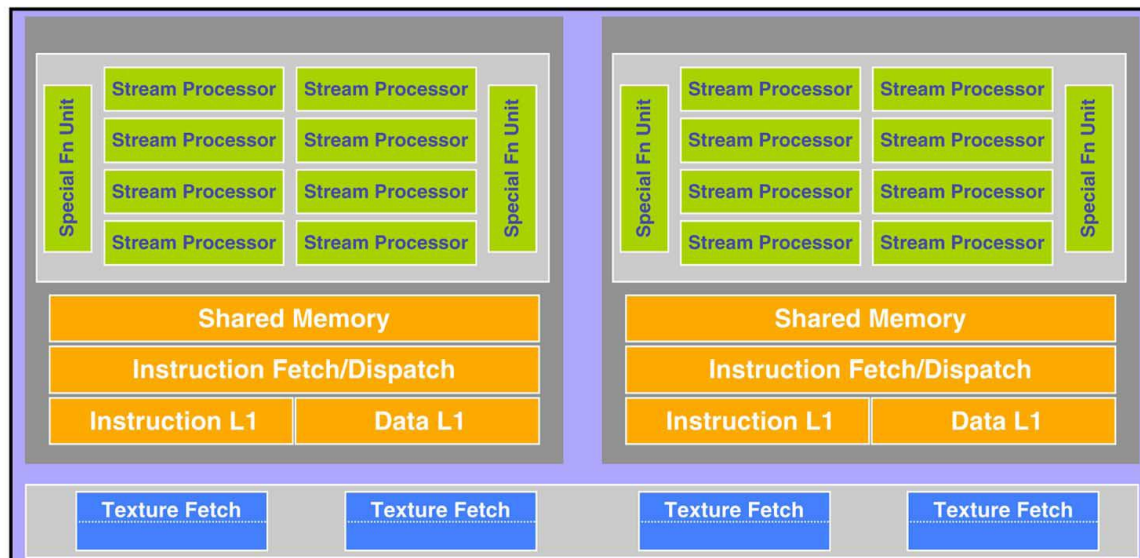 Special Fn Unit
Stream Processor Stream Processor
Stream Processor Stream Processor
Stream Processor Stream Processor
Stream Processor Stream Processor
Special Fn Unit
Shared Memory
Instruction Fetch/Dispatch
Instruction L1 Data L1
Special Fn Unit
Stream Processor Stream Processor
Stream Processor Stream Processor
Stream Processor Stream Processor
Stream Processor Stream Processor
Special Fn Unit
Shared Memory
Instruction Fetch/Dispatch
Instruction L1 Data L1
Texture Fetch Texture Fetch Texture Fetch Texture Fetch